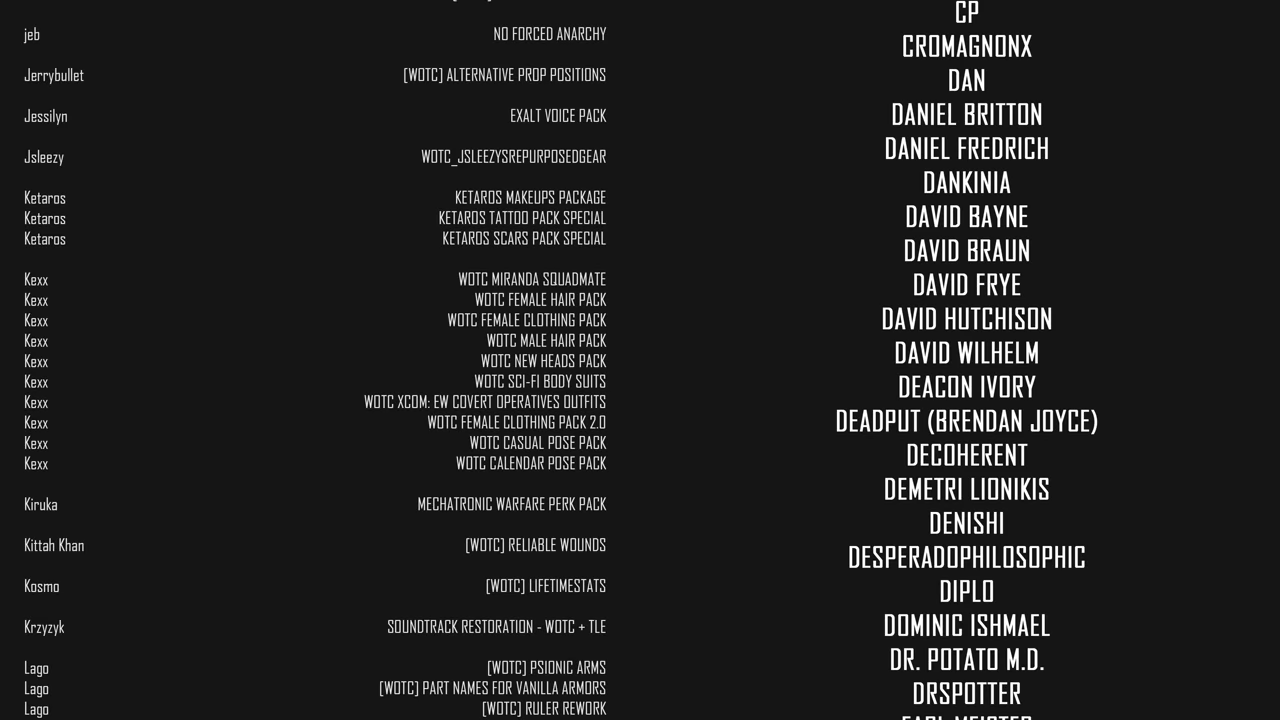 jeb NO FORCED ANARCHY
Jerrybullet [WOTC] ALTERNATIVE PROP POSITIONS
Jessilyn EXALT VOICE PACK
Jsleezy WOTC_JSLEEZYSREPURPOSEDGEAR
Ketaros KETAROS MAKEUPS PACKAGE
Ketaros KETAROS TATTOO PACK SPECIAL
Ketaros KETAROS SCARS PACK SPECIAL
Kexx WOTC MIRANDA SQUADMATE
Kexx WOTC FEMALE HAIR PACK
Kexx WOTC FEMALE CLOTHING PACK
Kexx WOTC MALE HAIR PACK
Kexx WOTC NEW HEADS PACK
Kexx WOTC SCI-FI BODY SUITS
Kexx WOTC XCOM: EW COVERT OPERATIVES OUTFITS
Kexx WOTC FEMALE CLOTHING PACK 2.0
Kexx WOTC CASUAL POSE PACK
Kexx WOTC CALENDAR POSE PACK
Kiruka MECHATRONIC WARFARE PERK PACK
Kittah Khan [WOTC] RELIABLE WOUNDS
Kosmo [WOTC] LIFETIMESTATS
Krzyzyk SOUNDTRACK RESTORATION - WOTC + TLE
Lago [WOTC] PSIONIC ARMS
Lago [WOTC] PART NAMES FOR VANILLA ARMORS
Lago [WOTC] RULER REWORK
CP
CROMAGNONX
DAN
DANIEL BRITTON
DANIEL FREDRICH
DANKINIA
DAVID BAYNE
DAVID BRAUN
DAVID FRYE
DAVID HUTCHISON
DAVID WILHELM
DEACON IVORY
DEADPUT (BRENDAN JOYCE)
DECOHERENT
DEMETRI LIONIKIS
DENISHI
DESPERADOPHILOSOPHIC
DIPLO
DOMINIC ISHMAEL
DR. POTATO M.D.
DRSPOTTER